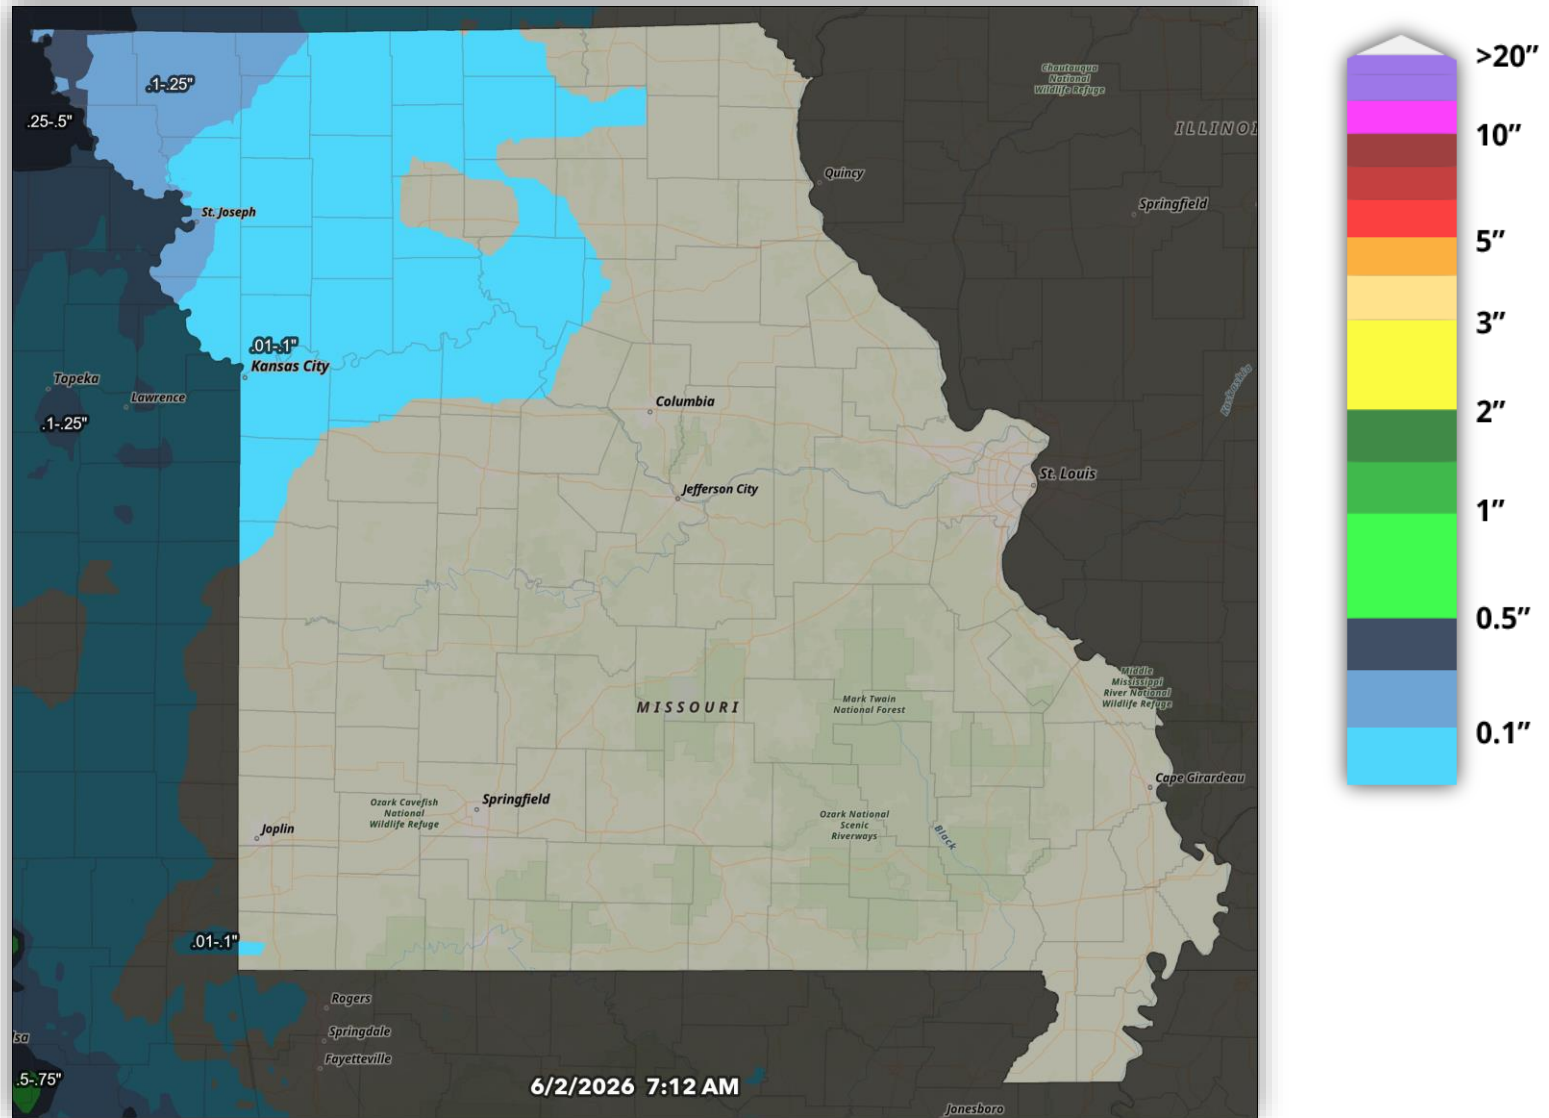 Chautauqua
National
Wildlife Refuge
>20”
.1-.25"
.25-.5"
ILLINOI
10”
Quincy
Springfield
St. Joseph
5”
3”
.01-.1"
Kansas City
Topeka
Lawrence
Kaskaskia
.1-.25"
Columbia
2”
St. Louis
Jefferson City
1”
0.5”
Middle
Mississippi
River National
Wildlife Refuge
MISSOURI
Mark Twain
National Forest
0.1”
Cape Girardeau
Springfield
Ozark Cavefish
National
Wildlife Refuge
Ozark National
Scenic
Riverways
Joplin
Black
.01-.1"
Rogers
Springdale
lsa
Fayetteville
.5-.75"
6/2/2026 7:12 AM
Jonesboro